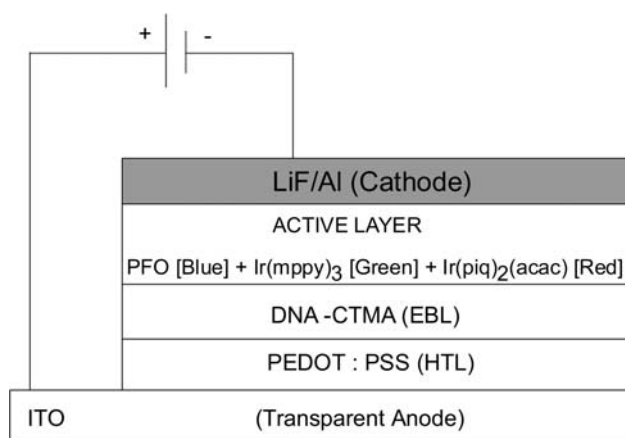 + -
LiF/Al (Cathode)
ACTIVE LAYER
PFO [Blue] + Ir(mppy)3 [Green] + Ir(piq)2(acac) [Red]
DNA -CTMA (EBL)
PEDOT : PSS (HTL)
ITO (Transparent Anode)